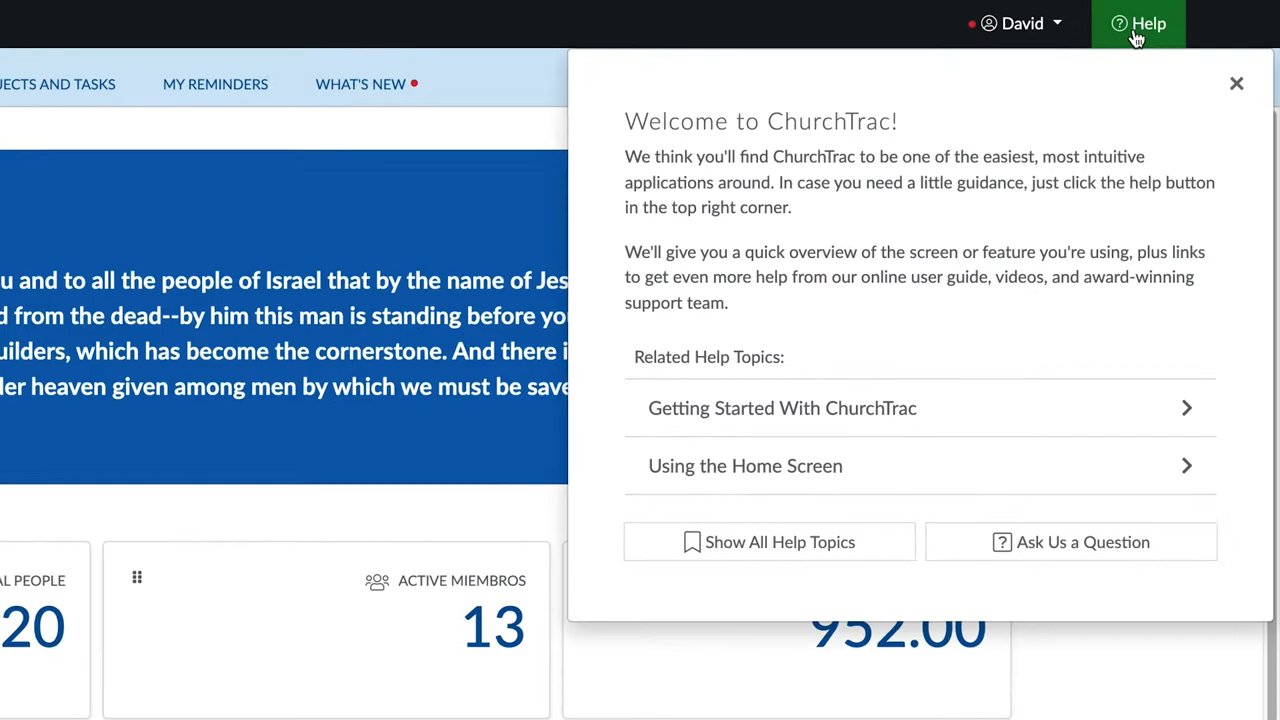 David
Help
JECTS AND TASKS
MY REMINDERS
WHAT'S NEW
Welcome to ChurchTrac!
We think you'll find ChurchTrac to be one of the easiest, most intuitive
applications around. In case you need a little guidance, just click the help button
in the top right corner.
We'll give you a quick overview of the screen or feature you're using, plus links
to get even more help from our online user guide, videos, and award-winning
support team.
Related Help Topics:
Getting Started With ChurchTrac
Using the Home Screen
Show All Help Topics
Ask Us a Question
u and to all the people of Israel that by the name of Jes
d from the dead--by him this man is standing before yo
uilders, which has become the cornerstone. And there i
er heaven given among men by which we must be save
AL PEOPLE
20
ACTIVE MIEMBROS
13
952.00